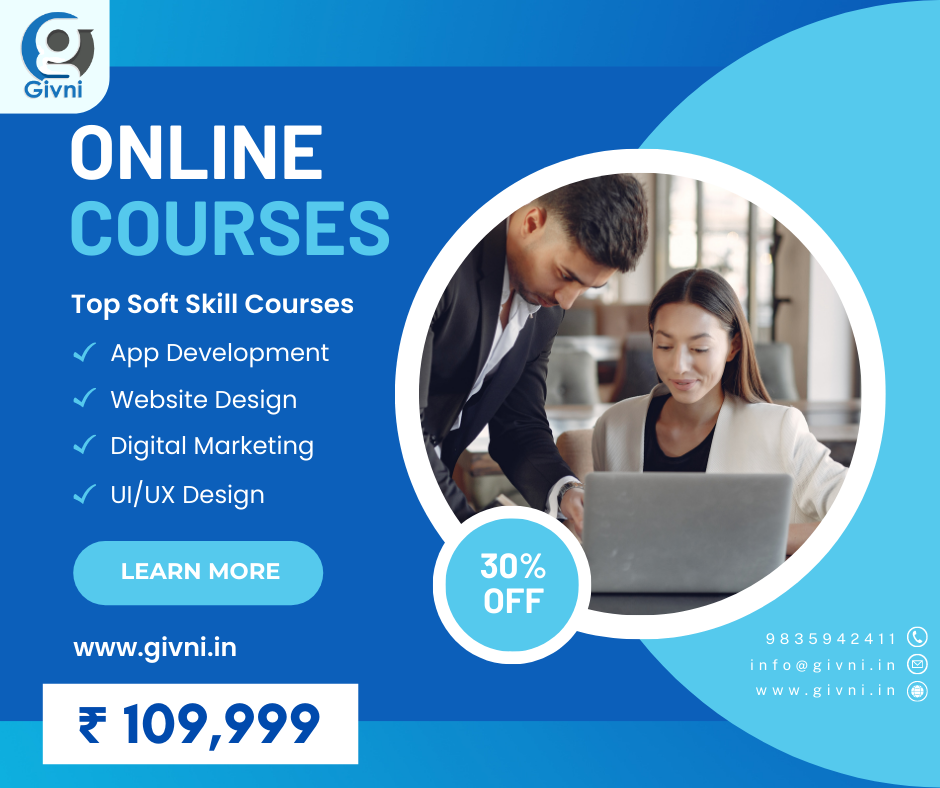 Givni
ONLINE
COURSES
Top Soft Skill Courses
App Development
Website Design
Digital Marketing
UI/UX Design
LEARN MORE
www.givni.in
₹ 109,999
30%
OFF
9835942411
info@givni.in
www.givni.in